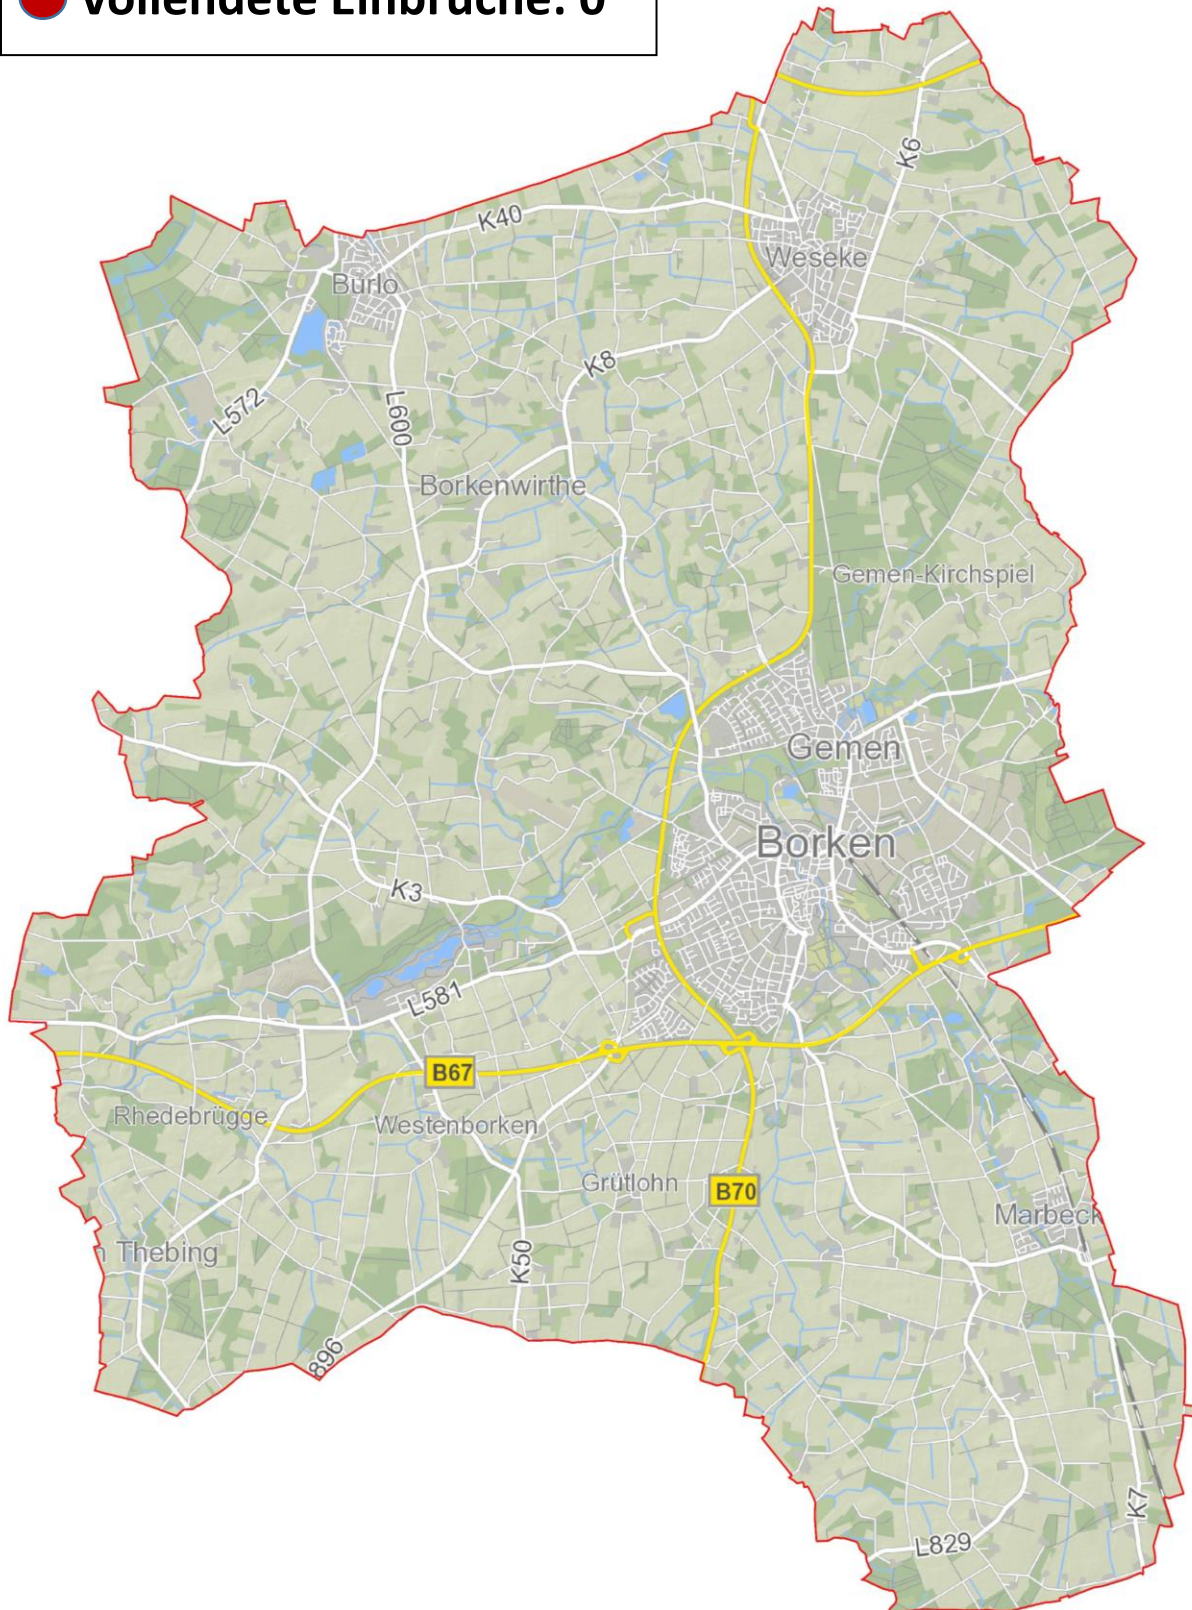 Vollendete Einbrüche: 0
K6
K40
Weseke
Burlo
K8
L572
L600
Borkenwirthe
Gemen-Kirchspiel
Gemen
Borken
K3
L581
B67
Rhedebrügge
Westenborken
Grütlohn
B70
Marbeck
Thebing
K50
896
K7
L829